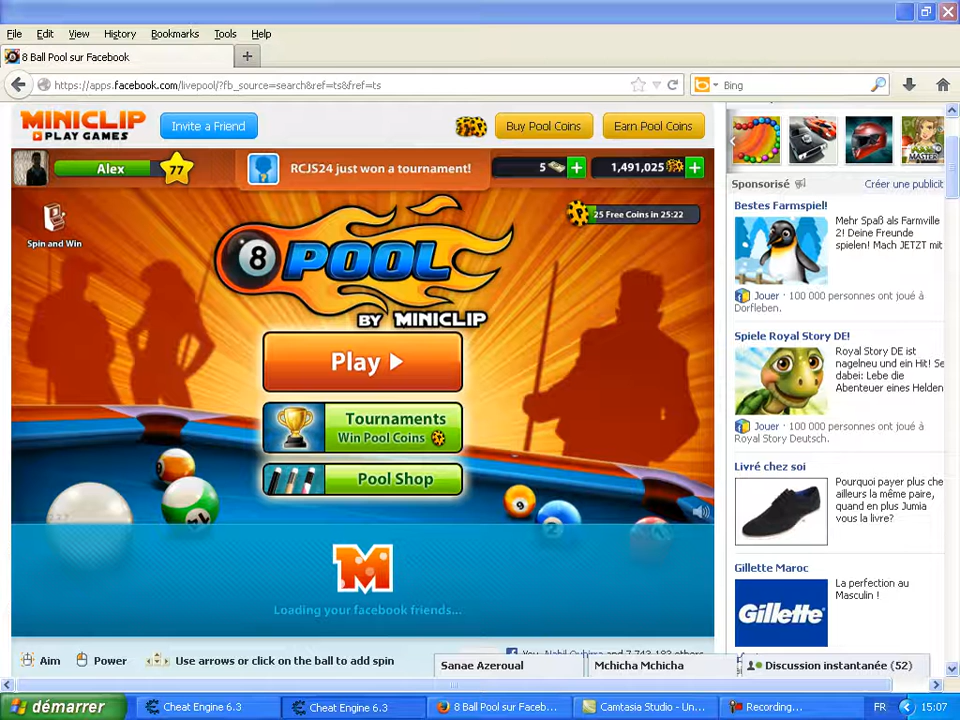 File Edit View History Bookmarks Tools Help
8 Ball Pool sur Facebook
https://apps.facebook.com/livepool/?fb_source=search&ref=ts&fref=ts
Bing
MINICLIP
PLAY GAMES
Invite a Friend
Buy Pool Coins
Earn Pool Coins
MASTER
Alex
77
RCJS24 just won a tournament!
5
1,491,025
Spin and Win
25 Free Coins in 25:22
8 POOL
BY MINICLIP
Play
Tournaments
Win Pool Coins
Pool Shop
9
2
Loading your facebook friends...
Aim
Power
Use arrows or click on the ball to add spin
Sponsorisé
Créer une publicit
Bestes Farmspiel!
Mehr Spaß als Farmville
2! Deine Freunde
spielen! Mach JETZT mit
Jouer · 100 000 personnes ont joué à
Dorfleben.
Spiele Royal Story DE!
Royal Story DE ist
nagelneu und ein Hit! Se
dabei: Lebe die
Abenteuer eines Helden
Jouer · 100 000 personnes ont joué à
Royal Story Deutsch.
Livré chez soi
Pourquoi payer plus che
ailleurs la même paire,
quand en plus Jumia
vous la livre?
Gillette Maroc
La perfection au
Masculin !
Gillette
Sanae Azeroual
Mchicha Mchicha
Discussion instantanée (52)
démarrer
Cheat Engine 6.3
Cheat Engine 6.3
8 Ball Pool sur Faceb...
Camtasia Studio - Un...
Recording...
FR
15:07